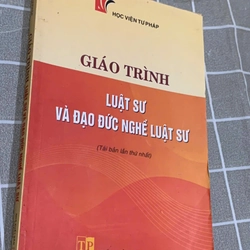 HỌC VIỆN TƯ PHÁP
GIÁO TRÌNH
LUẬT SƯ
VÀ ĐẠO ĐỨC NGHỀ LUẬT SƯ
(Tái bản lần thứ nhất)
TP